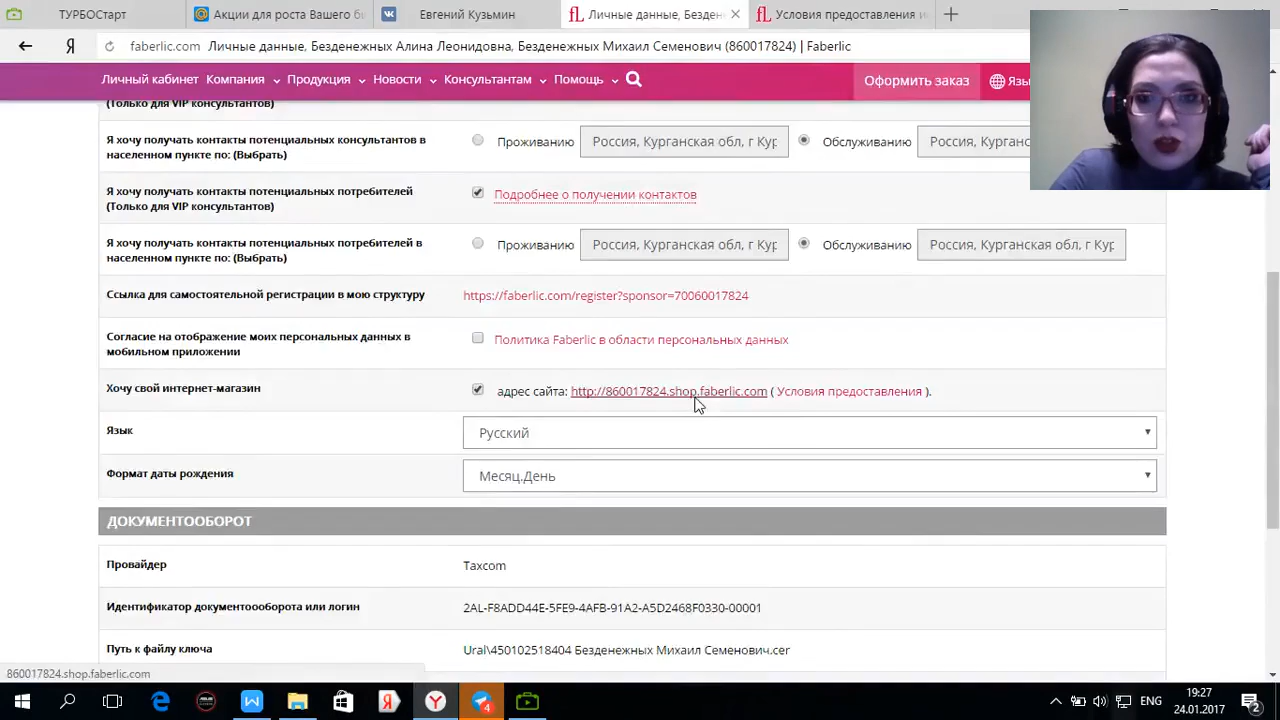 ТУРБОСтарт
Акции для роста Вашего б
Евгений Кузьмин
Личные данные, Безден
Условия предоставления и
faberlic.com Личные данные, Безденежных Алина Леонидовна, Безденежных Михаил Семенович (860017824) | Faberlic
Личный кабинет Компания Продукция Новости Консультантам Помощь Оформить заказ Язы
(Только для VIP консультантов)
Я хочу получать контакты потенциальных консультантов в населенном пункте по: (Выбрать)
Проживанию Россия, Курганская обл, г Кур Обслуживанию Россия, Курганс
Я хочу получать контакты потенциальных потребителей
(Только для VIP консультантов)
Подробнее о получении контактов
Я хочу получать контакты потенциальных потребителей в
населенном пункте по: (Выбрать)
Проживанию Россия, Курганская обл, г Кур Обслуживанию Россия, Курганская обл, г Кур
Ссылка для самостоятельной регистрации в мою структуру https://faberlic.com/register?sponsor=70060017824
Согласие на отображение моих персональных данных в
мобильном приложении
Политика Faberlic в области персональных данных
Хочу свой интернет-магазин адрес сайта: http://860017824.shop.faberlic.com ( Условия предоставления ).
Язык Русский
Формат даты рождения Месяц.День
ДОКУМЕНТООБОРОТ
Провайдер Taxcom
Идентификатор документоооборота или логин 2AL-F8ADD44E-5FE9-4AFB-91A2-A5D2468F0330-00001
Путь к файлу ключа Ural\450102518404 Безденежных Михаил Семенович.cer
860017824.shop.faberlic.com
4
ENG
19:27
24.01.2017
2